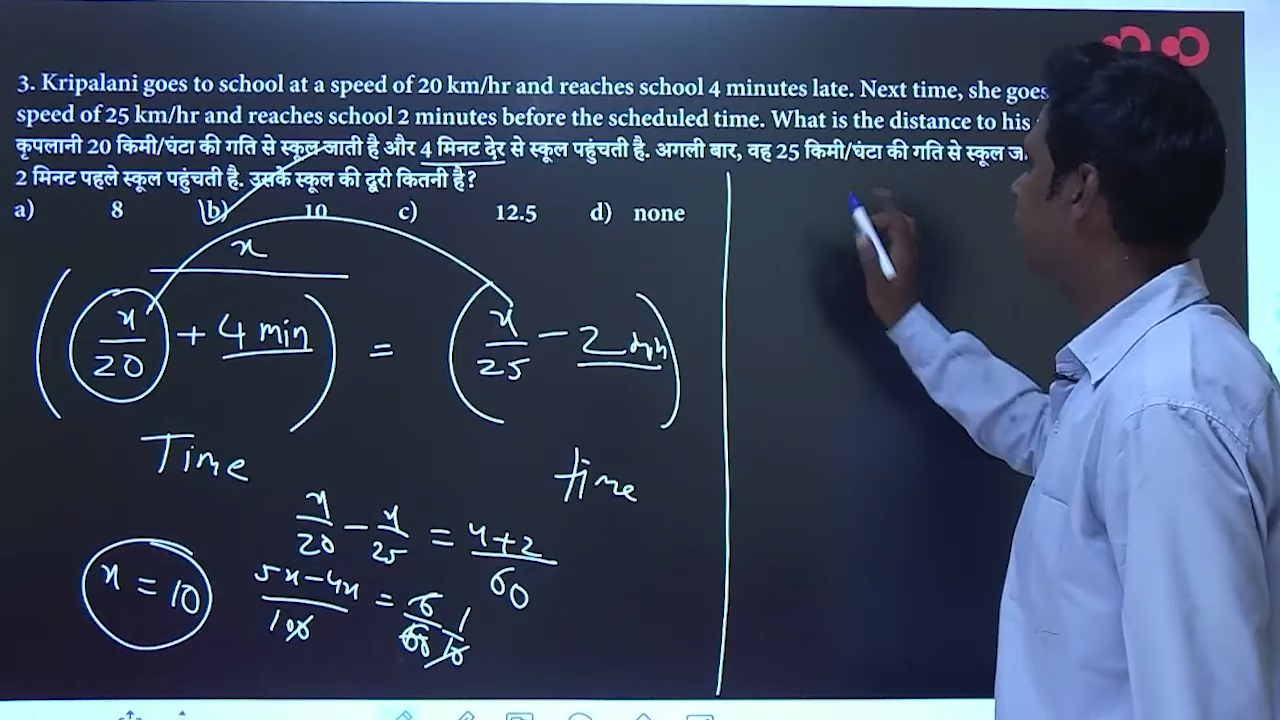 3. Kripalani goes to school at a speed of 20 km/hr and reaches school 4 minutes late. Next time, she goes
speed of 25 km/hr and reaches school 2 minutes before the scheduled time. What is the distance to his
कृपलानी 20 किमी/घंटा की गति से स्कूल जाती है और 4 मिनट देर से स्कूल पहुंचती है. अगली बार, वह 25 किमी/घंटा की गति से स्कूल
2 मिनट पहले स्कूल पहुंचती है. उसके स्कूल की दूरी कितनी है?
a) 8 (b) 10 c) 12.5 d) none
x
(x/20 + 4 min) = (x/25 - 2 min)
Time time
x/20 - x/25 = 4+2/60
5x-4x/100 = 6/60 1/10
x = 10